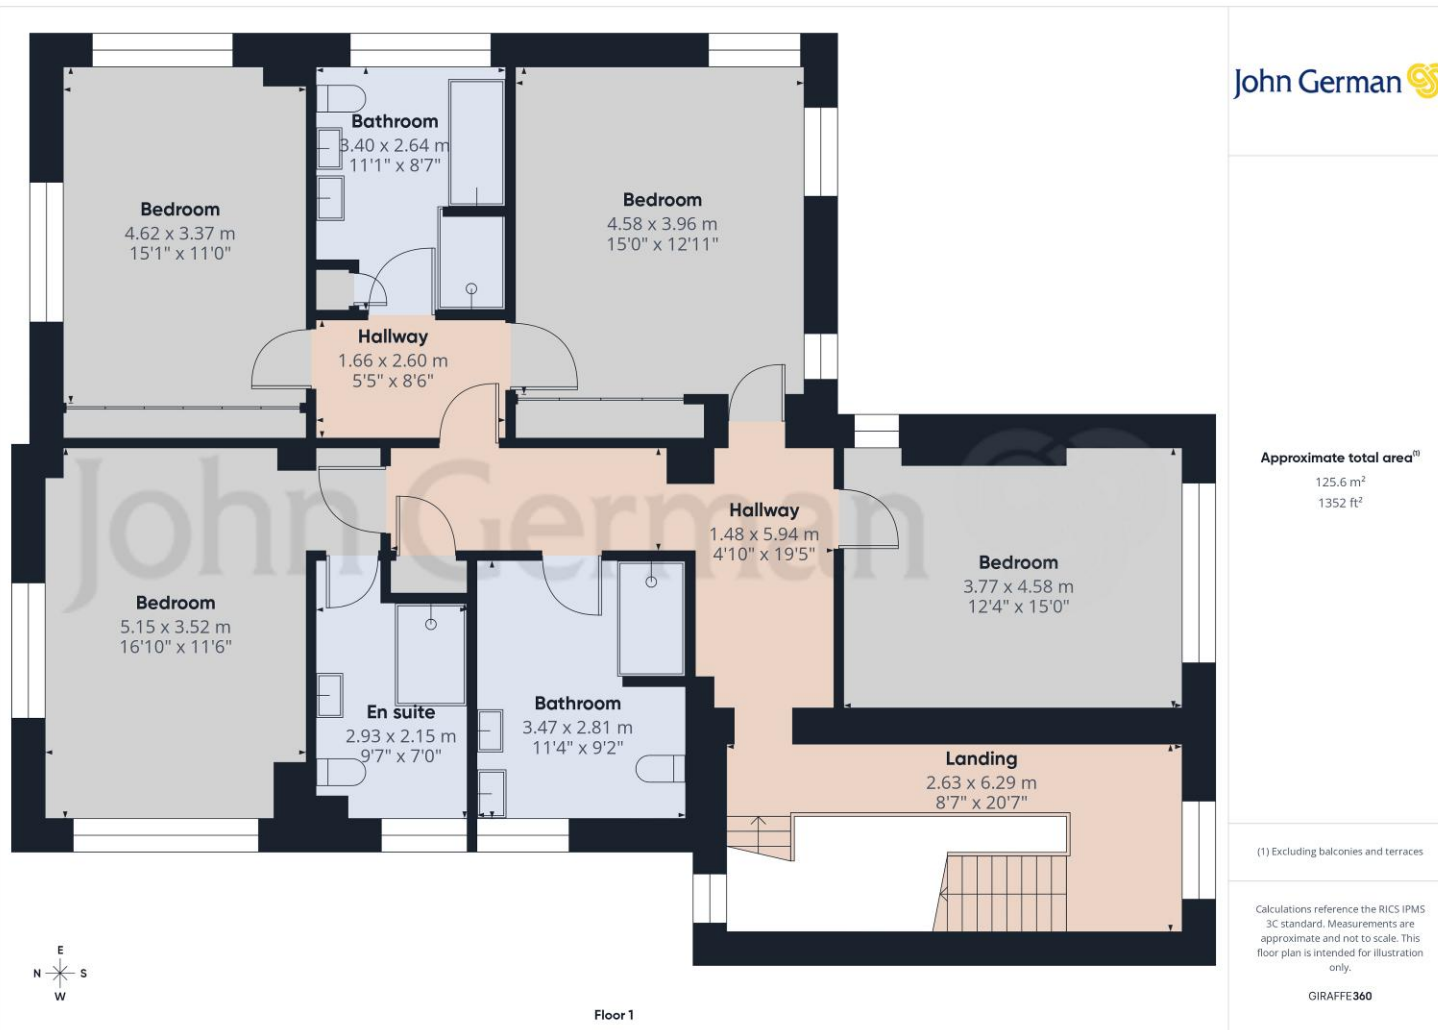 John German
Bathroom
3.40 x 2.64 m
11'1" x 8'7"
Bedroom
4.62 x 3.37 m
15'1" x 11'0"
Bedroom
4.58 x 3.96 m
15'0" x 12'11"
Hallway
1.66 x 2.60 m
5'5" x 8'6"
Approximate total area(1)
125.6 m²
1352 ft²
John German
Hallway
1.48 x 5.94 m
4'10" x 19'5"
Bedroom
3.77 x 4.58 m
12'4" x 15'0"
Bedroom
5.15 x 3.52 m
16'10" x 11'6"
En suite
2.93 x 2.15 m
9'7" x 7'0"
Bathroom
3.47 x 2.81 m
11'4" x 9'2"
Landing
2.63 x 6.29 m
8'7" x 20'7"
(1) Excluding balconies and terraces
Calculations reference the RICS IPMS
3C standard. Measurements are
approximate and not to scale. This
floor plan is intended for illustration
only.
GIRAFFE360
E
N S
W
Floor 1